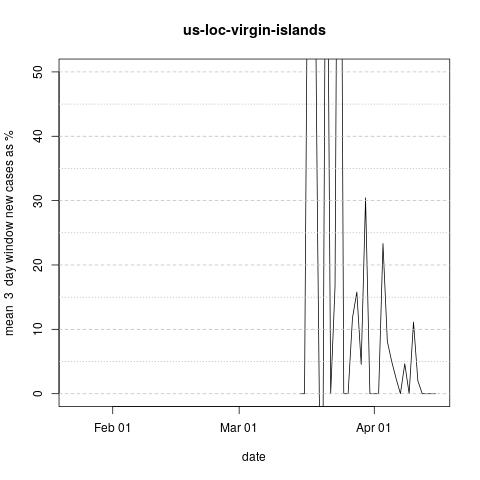 us-loc-virgin-islands
mean 3 day window new cases as %
50
40
30
20
10
0
Feb 01
Mar 01
Apr 01
date